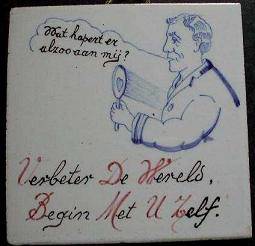 Wat hapert er
alzoo aan mij?
Verbeter De Wereld.
Begin Met U Zelf.